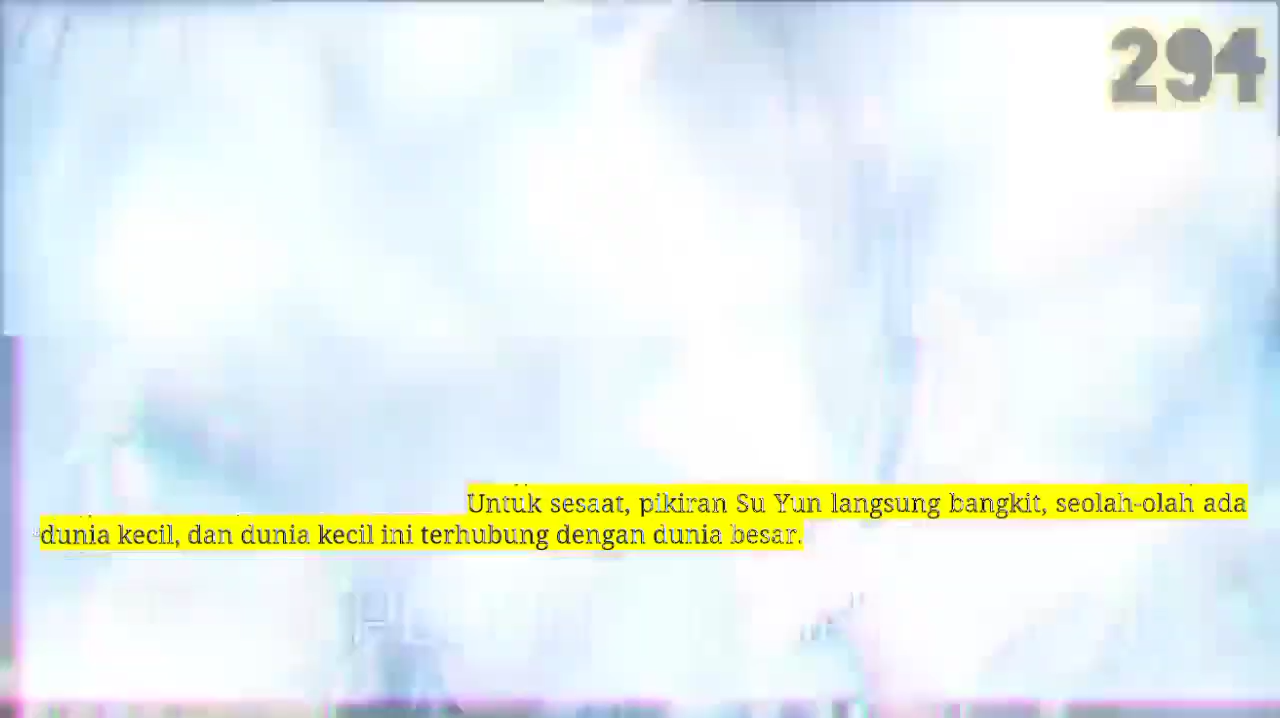 294
Untuk sesaat, pikiran Su Yun langsung bangkit, seolah-olah ada
dunia kecil, dan dunia kecil ini terhubung dengan dunia besar.